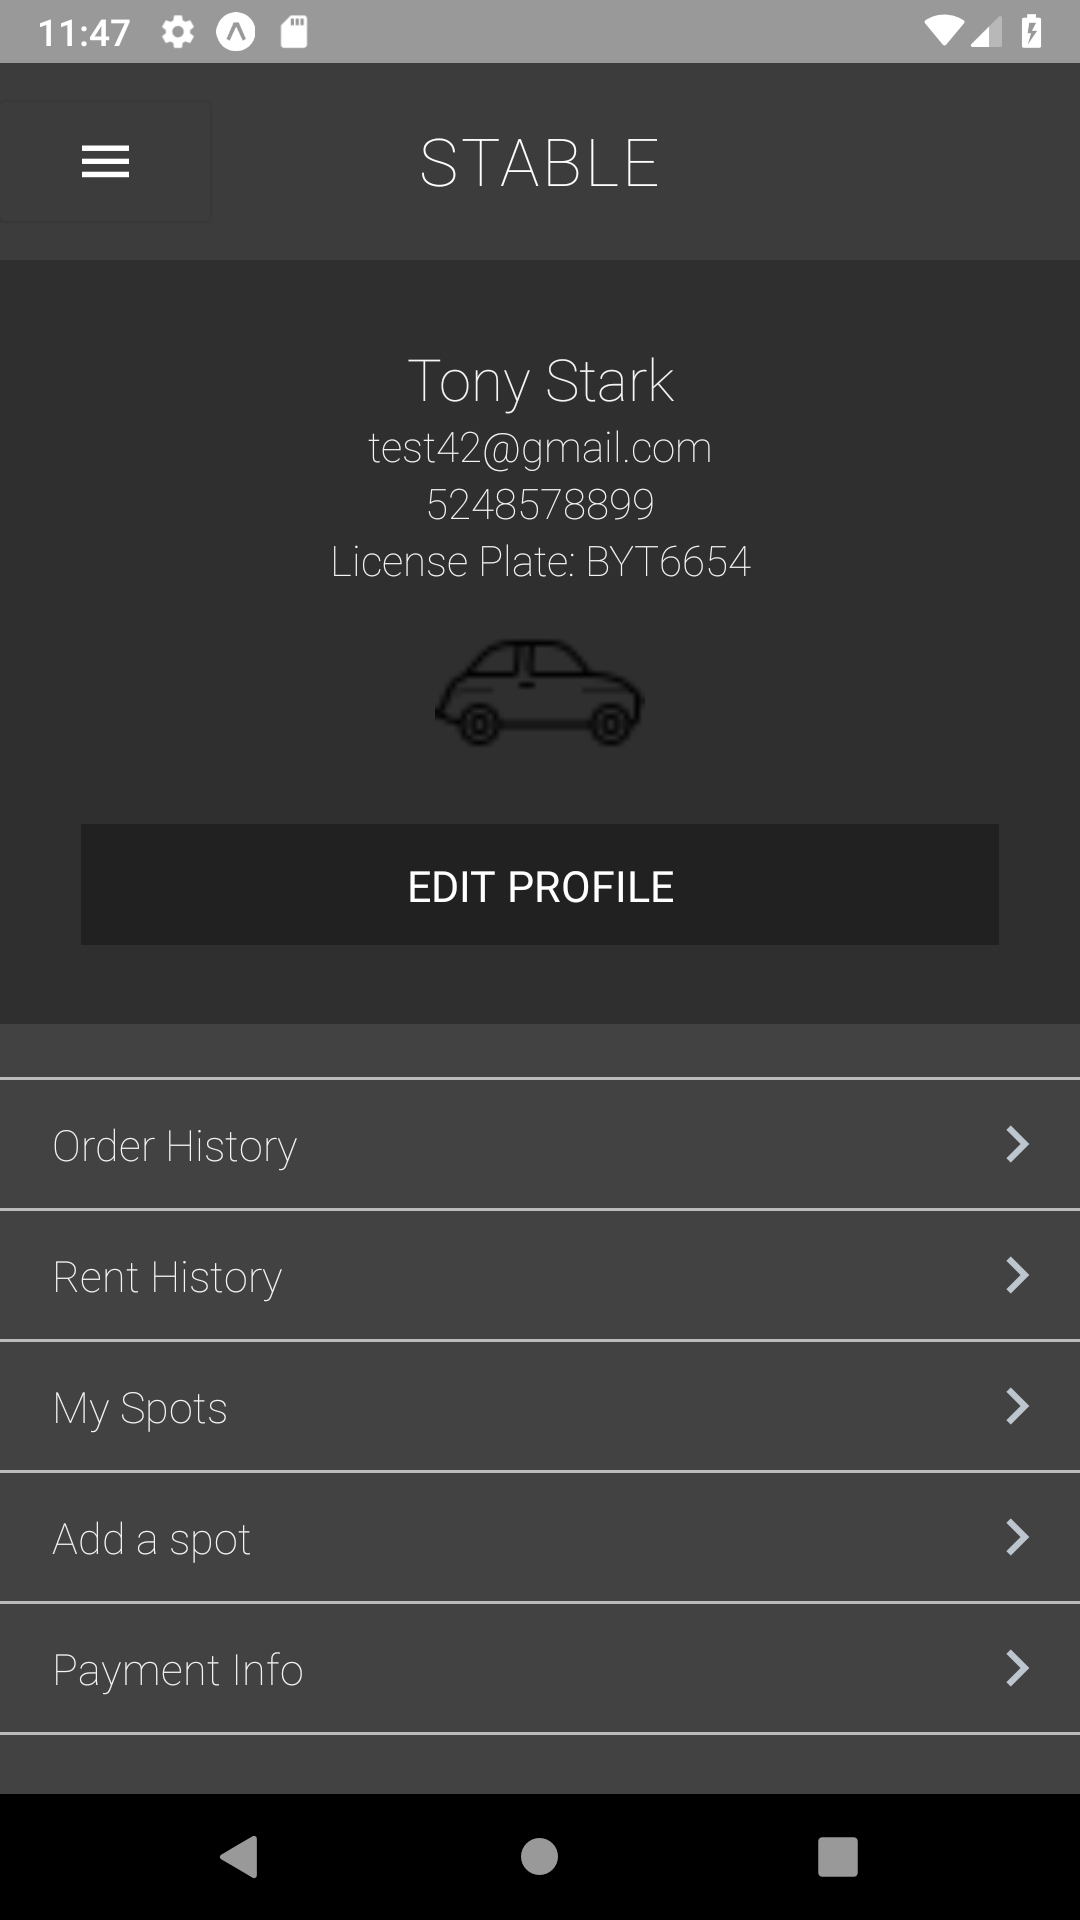 11:47
STABLE
Tony Stark
test42@gmail.com
5248578899
License Plate: BYT6654
EDIT PROFILE
Order History
Rent History
My Spots
Add a spot
Payment Info